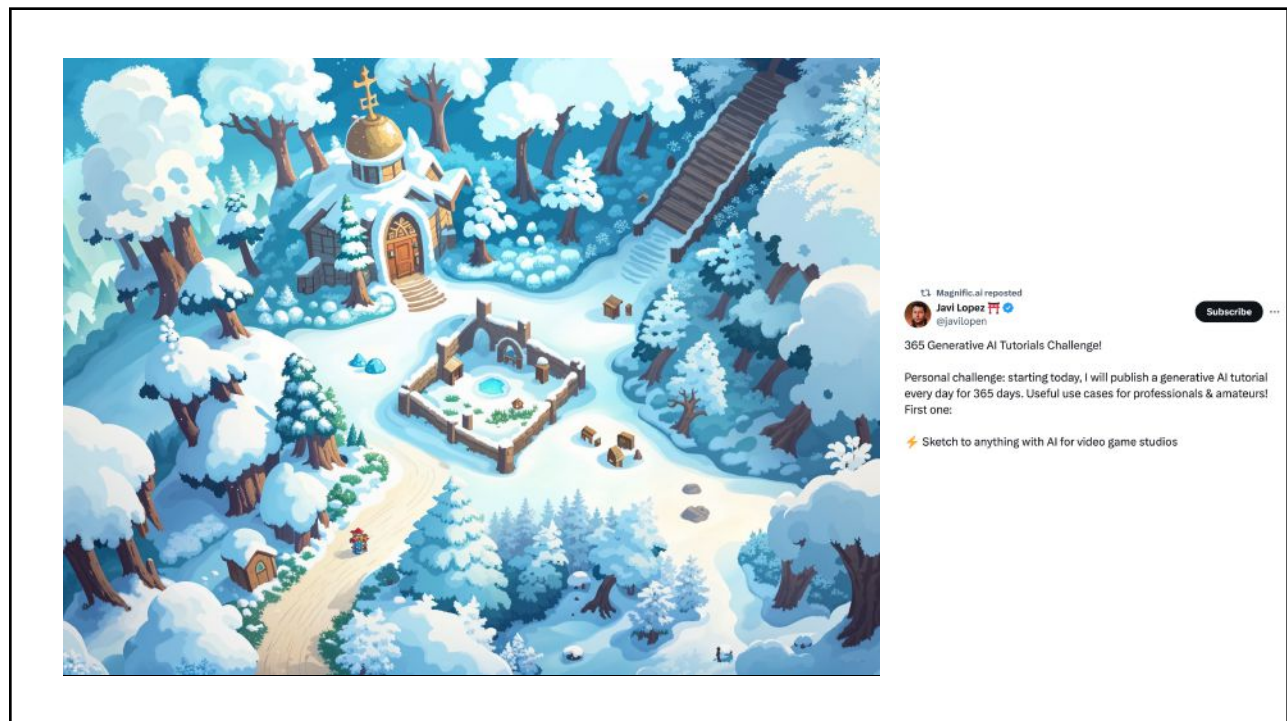 Magnific.ai reposted
Javi Lopez ⛩️
@javilopen
Subscribe
365 Generative AI Tutorials Challenge!
Personal challenge: starting today, I will publish a generative AI tutorial
every day for 365 days. Useful use cases for professionals & amateurs!
First one:
⚡ Sketch to anything with AI for video game studios